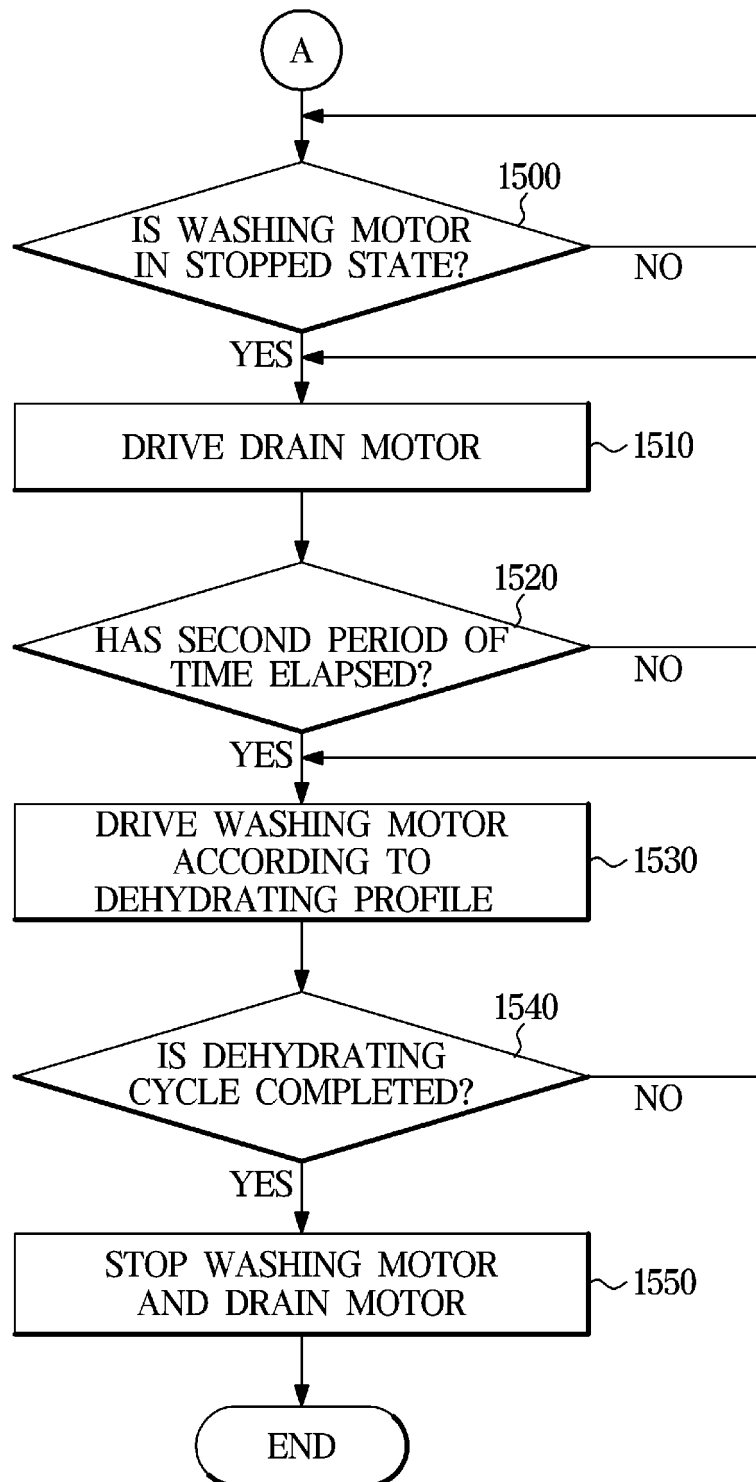 A
1500
IS WASHING MOTOR
IN STOPPED STATE?
NO
YES
DRIVE DRAIN MOTOR
1510
1520
HAS SECOND PERIOD OF
TIME ELAPSED?
NO
YES
DRIVE WASHING MOTOR
ACCORDING TO
DEHYDRATING PROFILE
1530
1540
IS DEHYDRATING
CYCLE COMPLETED?
NO
YES
STOP WASHING MOTOR
AND DRAIN MOTOR
1550
END